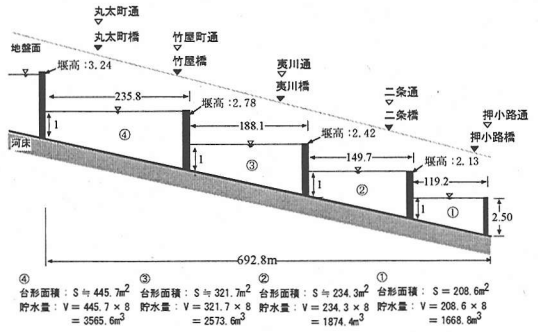 丸太町通
丸太町橋
竹屋町通
竹屋橋
夷川通
夷川橋
二条通
二条橋
押小路通
押小路橋
地盤面
堰高：3.24
235.8
堰高：2.78
188.1
堰高：2.42
149.7
堰高：2.13
119.2
1
④
1
③
1
②
1
①
2.50
河床
692.8m
④
台形面積：S≒445.7m²
貯水量：V＝445.7×8
＝3565.6m³
③
台形面積：S≒321.7m²
貯水量：V＝321.7×8
＝2573.6m³
②
台形面積：S≒234.3m²
貯水量：V＝234.3×8
＝1874.4m³
①
台形面積：S＝208.6m²
貯水量：V＝208.6×8
＝1668.8m³